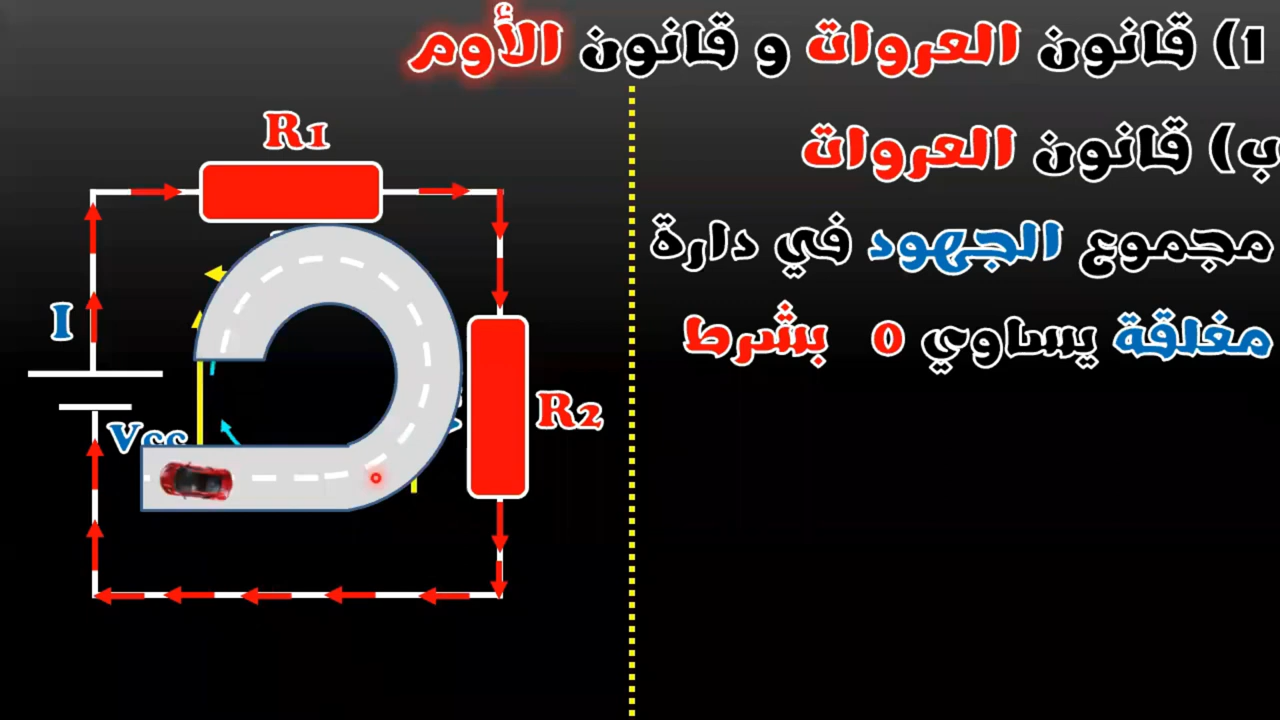 1) قانون العروات و قانون الأوم
ب) قانون العروات
مجموع الجهود في دارة
مغلقة يساوي 0 بشرط
R1
I
Vcc
R2